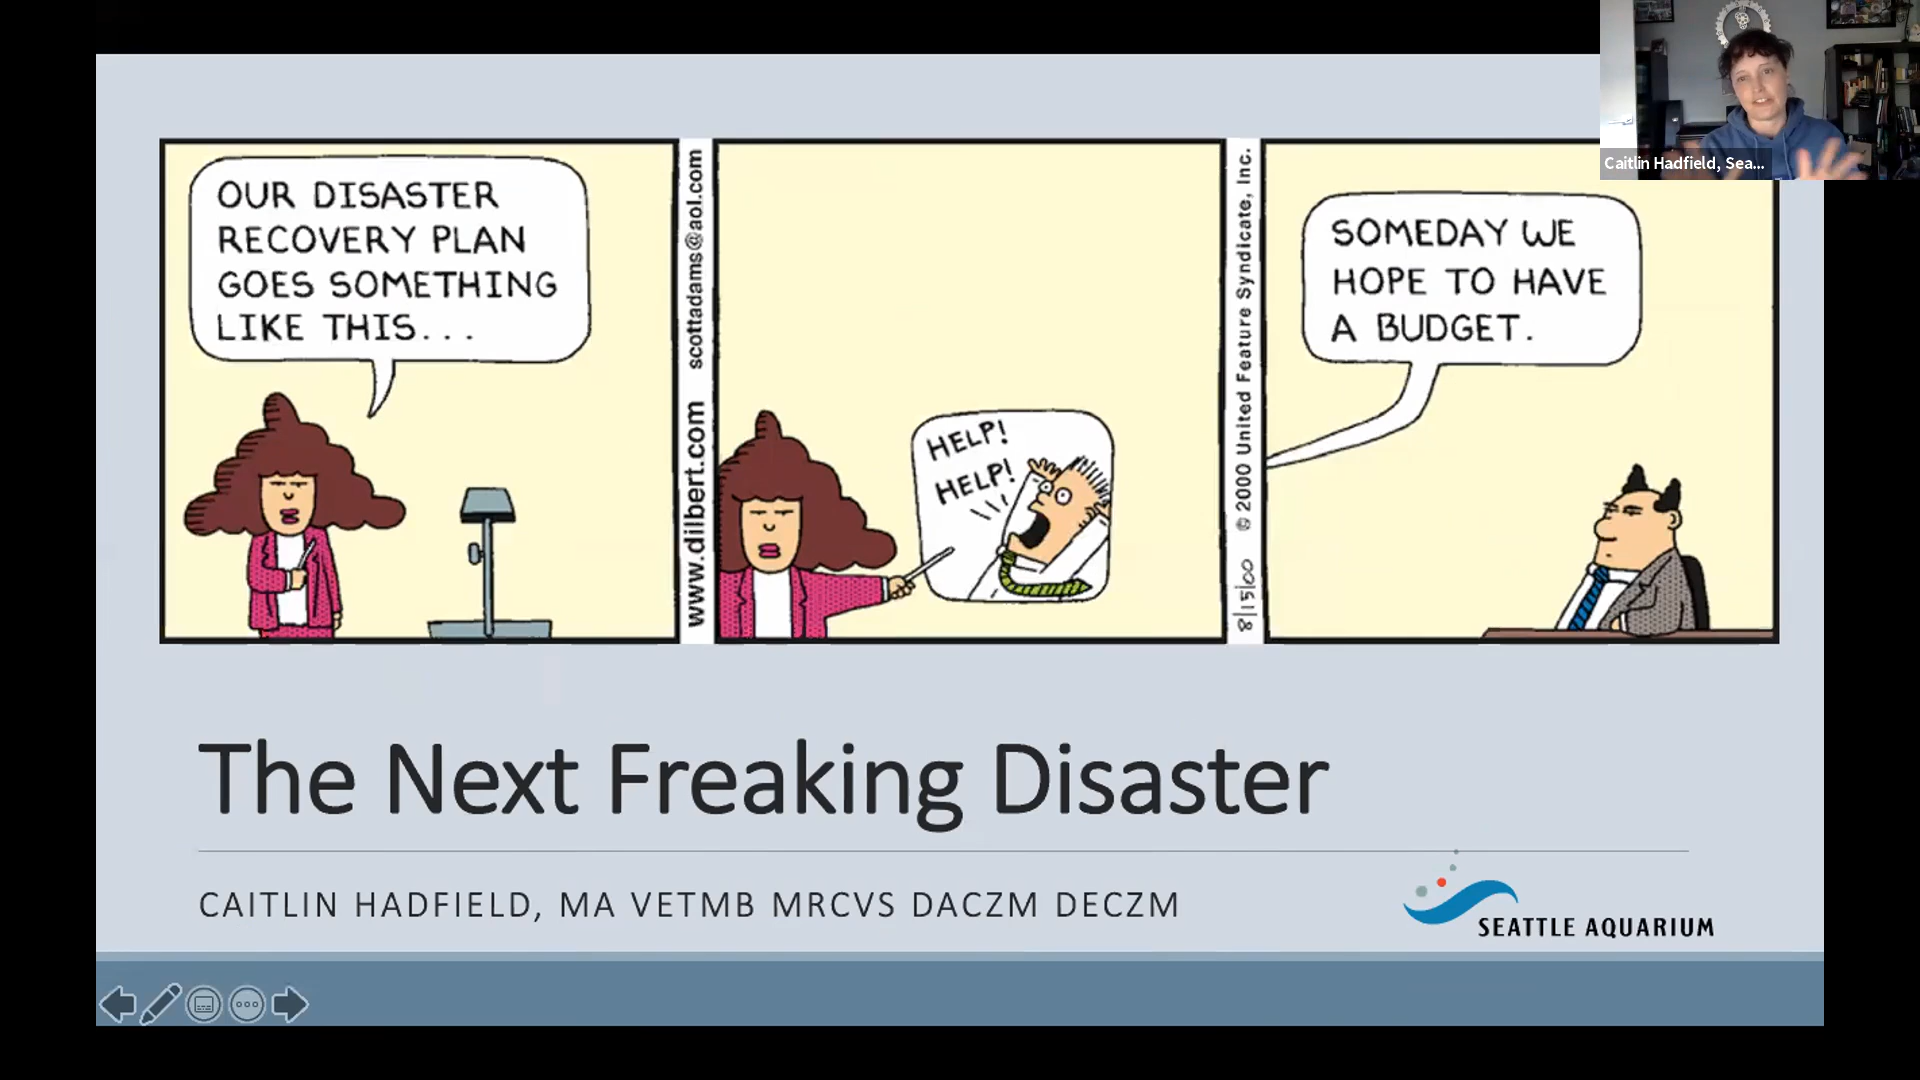 Caitlin Hadfield, Sea...
OUR DISASTER
RECOVERY PLAN
GOES SOMETHING
LIKE THIS...
www.dilbert.com scottadams@aol.com
HELP!
HELP!
8/15/00 © 2000 United Feature Syndicate, Inc.
SOMEDAY WE
HOPE TO HAVE
A BUDGET.
The Next Freaking Disaster
CAITLIN HADFIELD, MA VETMB MRCVS DACZM DECZM
SEATTLE AQUARIUM